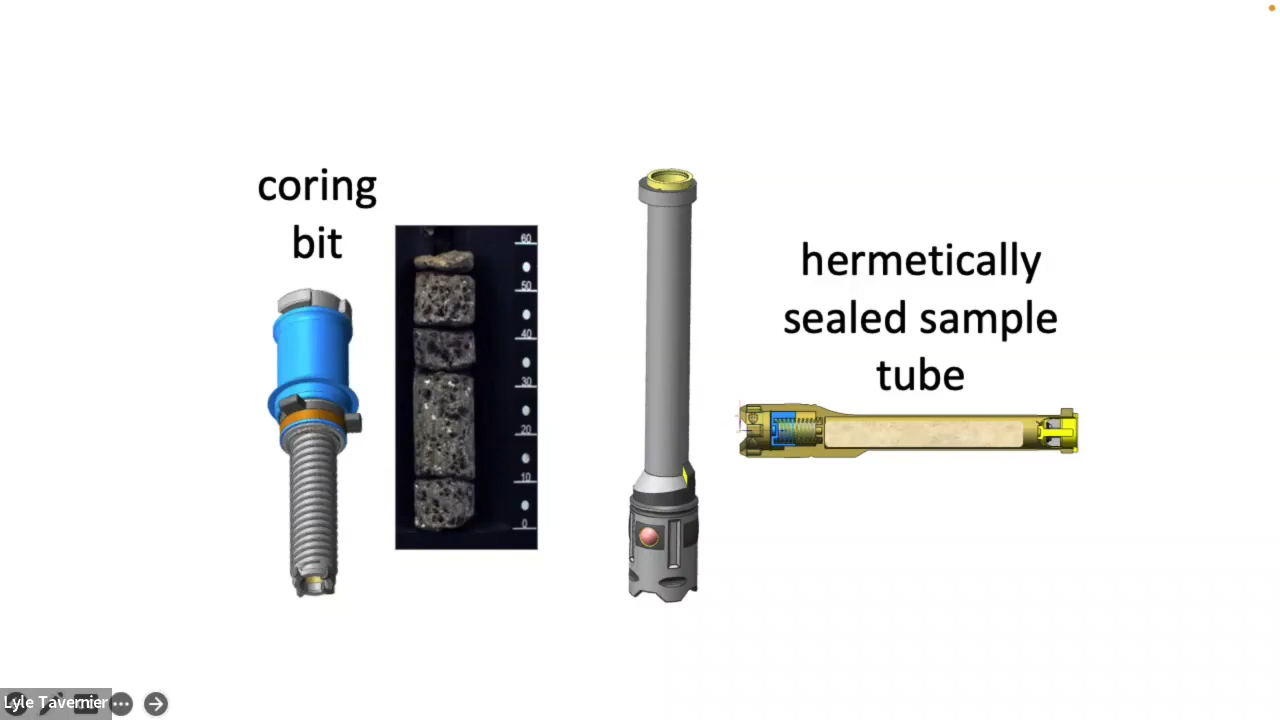 coring
bit
60
50
40
30
20
10
0
hermetically
sealed sample
tube
Lyle Tavernier